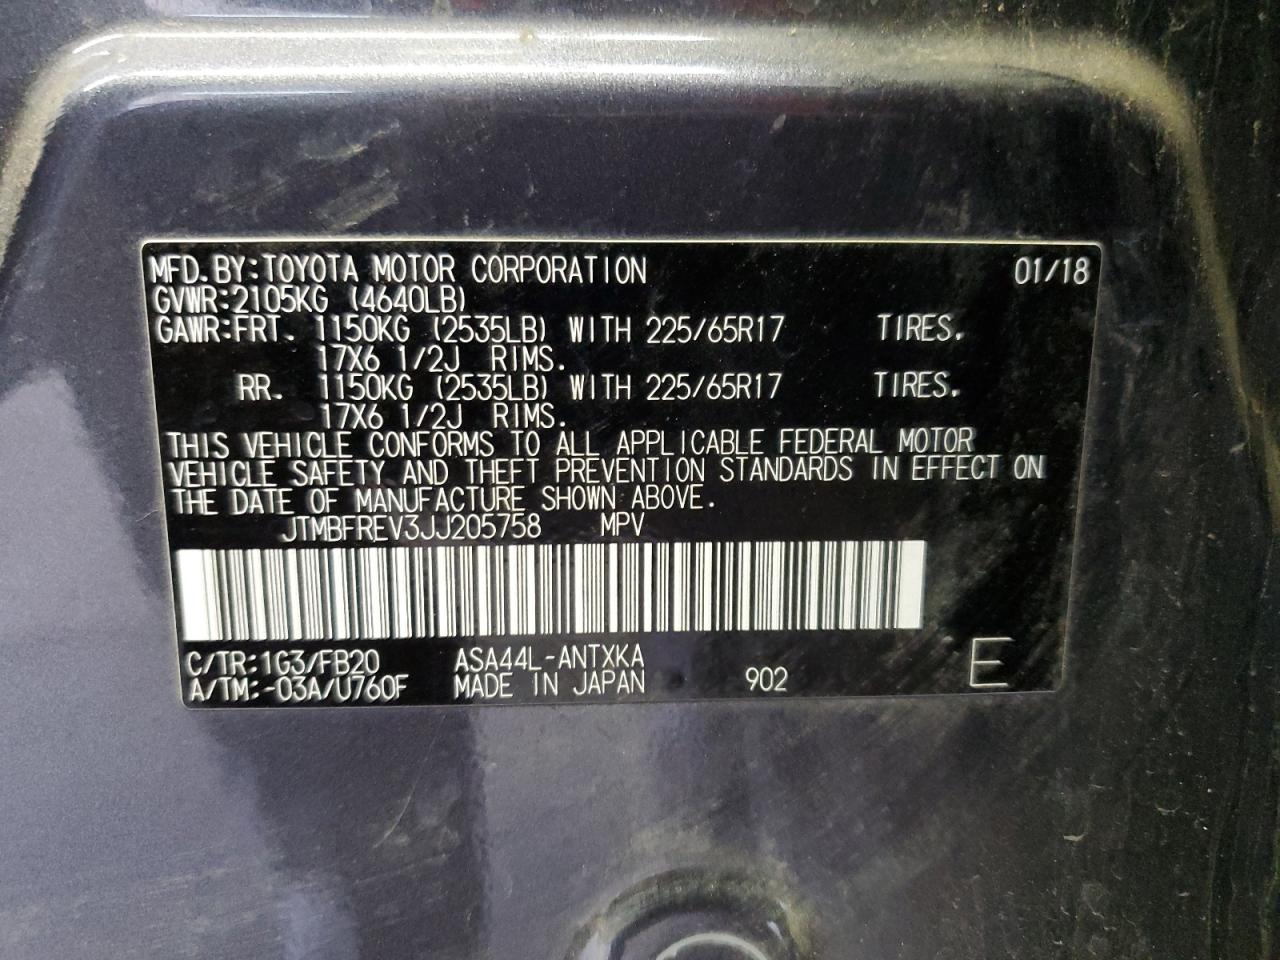 MFD.BY:TOYOTA MOTOR CORPORATION 01/18
GVWR:2105KG (4640LB)
GAWR:FRT. 1150KG (2535LB) WITH 225/65R17 TIRES.
17X6 1/2J RIMS.
RR. 1150KG (2535LB) WITH 225/65R17 TIRES.
17X6 1/2J RIMS.
THIS VEHICLE CONFORMS TO ALL APPLICABLE FEDERAL MOTOR
VEHICLE SAFETY AND THEFT PREVENTION STANDARDS IN EFFECT ON
THE DATE OF MANUFACTURE SHOWN ABOVE.
JTMBFREV3JJ205758 MPV
C/TR:1G3/FB20 ASA44L-ANTXKA
A/TM:-03A/U760F MADE IN JAPAN 902 E